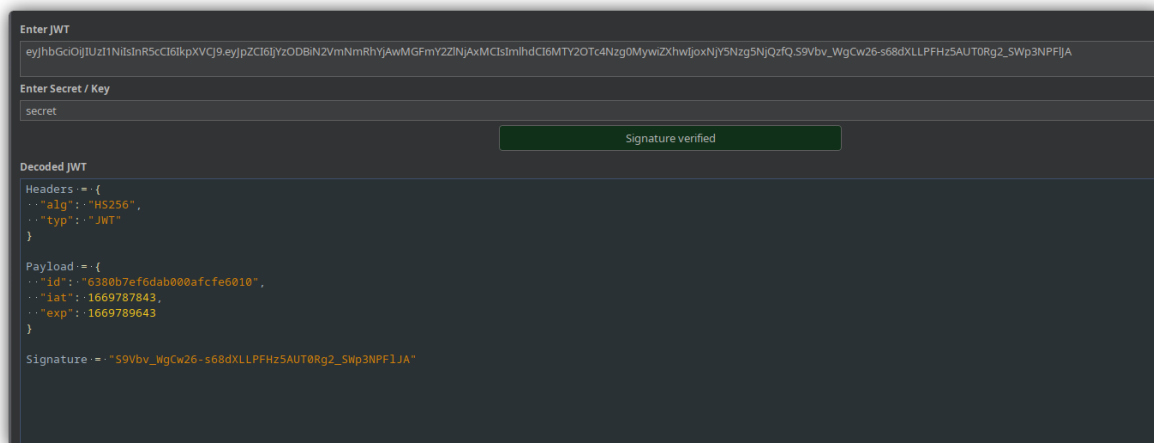 Enter JWT
eyJhbGciOiJIUzI1NiIsInR5cCI6IkpXVCJ9.eyJpZCI6IjYzODBiN2VmNmRhYjAwMGFmY2ZlNjAxMCIsImlhdCI6MTY2OTc4Nzg0MywiZXhwIjoxNjY5Nzg5NjQzfQ.S9Vbv_WgCw26-s68dXLLPFHz5AUT0Rg2_SWp3NPFlJA
Enter Secret / Key
secret
Signature verified
Decoded JWT
Headers = {
"alg": "HS256",
"typ": "JWT"
}
Payload = {
"id": "6380b7ef6dab000afcfe6010",
"iat": 1669787843,
"exp": 1669789643
}
Signature = "S9Vbv_WgCw26-s68dXLLPFHz5AUT0Rg2_SWp3NPFlJA"